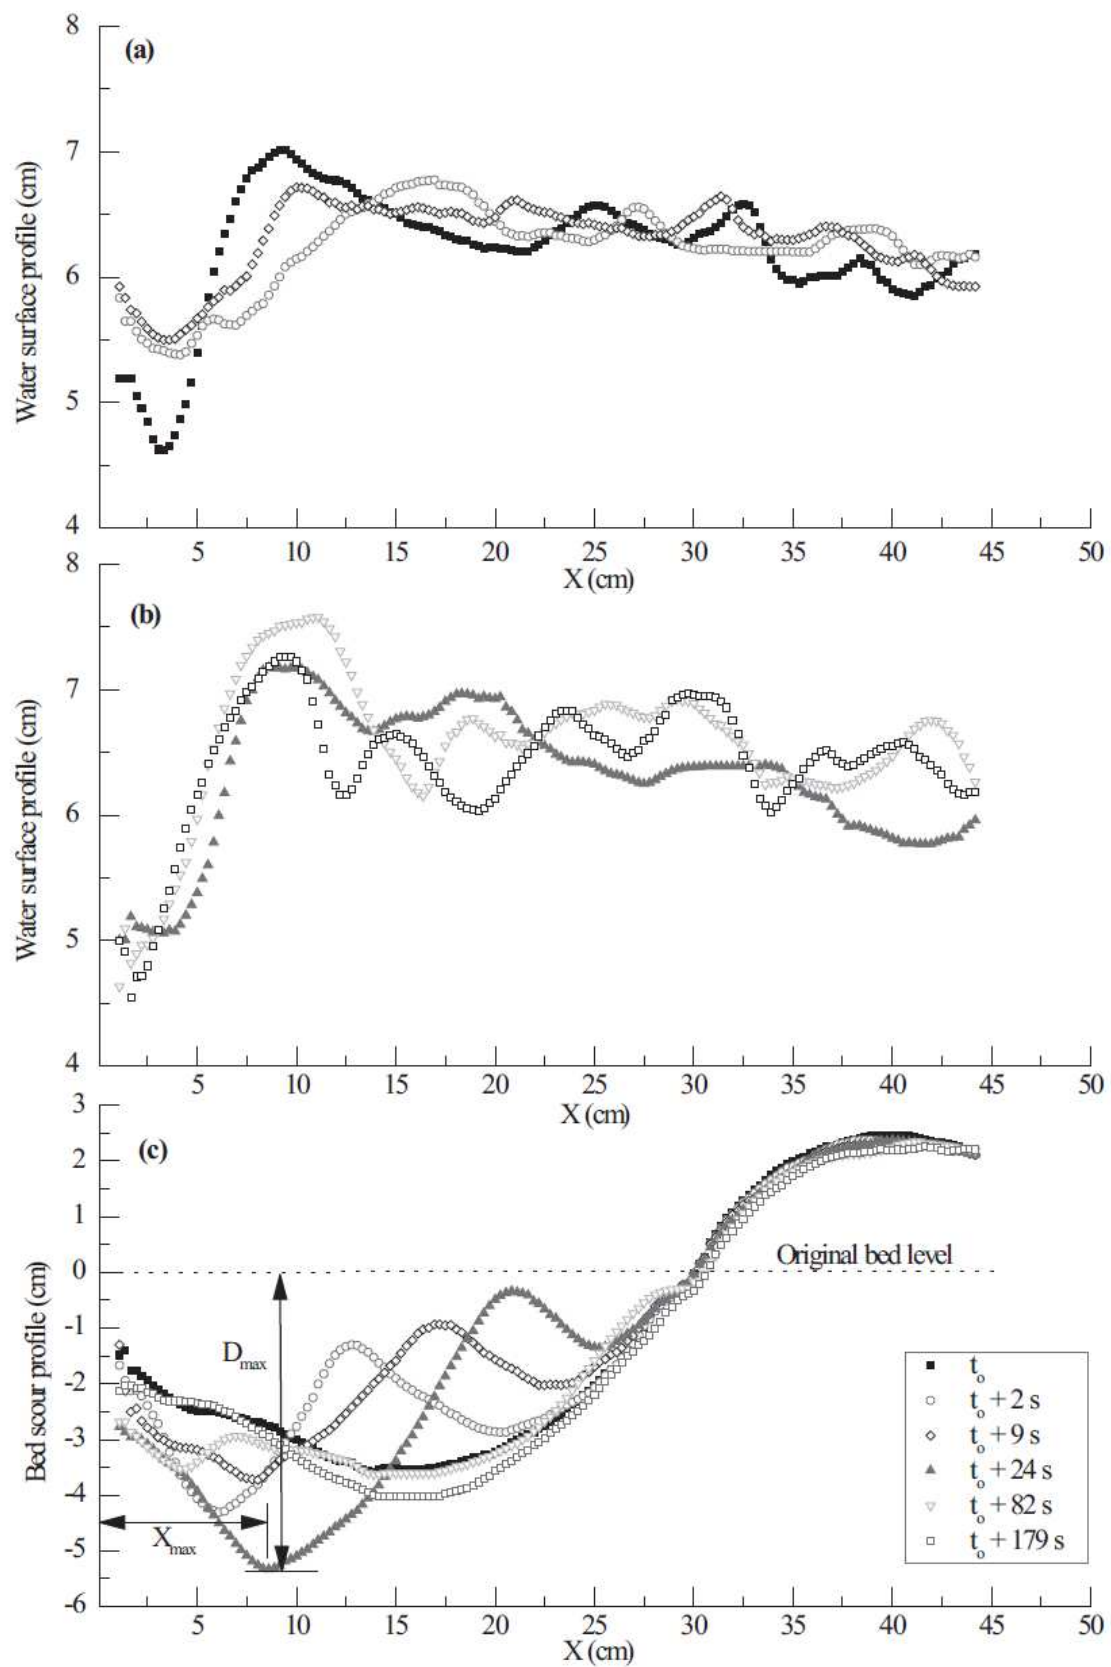 (a)
8
7
6
5
4
Water surface profile (cm)
5 10 15 20 25 30 35 40 45 50
X (cm)
(b)
8
7
6
5
4
Water surface profile (cm)
5 10 15 20 25 30 35 40 45 50
X (cm)
(c)
3
2
1
0
-1
-2
-3
-4
-5
-6
Bed scour profile (cm)
Original bed level
Dmax
Xmax
to
to + 2 s
to + 9 s
to + 24 s
to + 82 s
to + 179 s
5 10 15 20 25 30 35 40 45 50
X (cm)